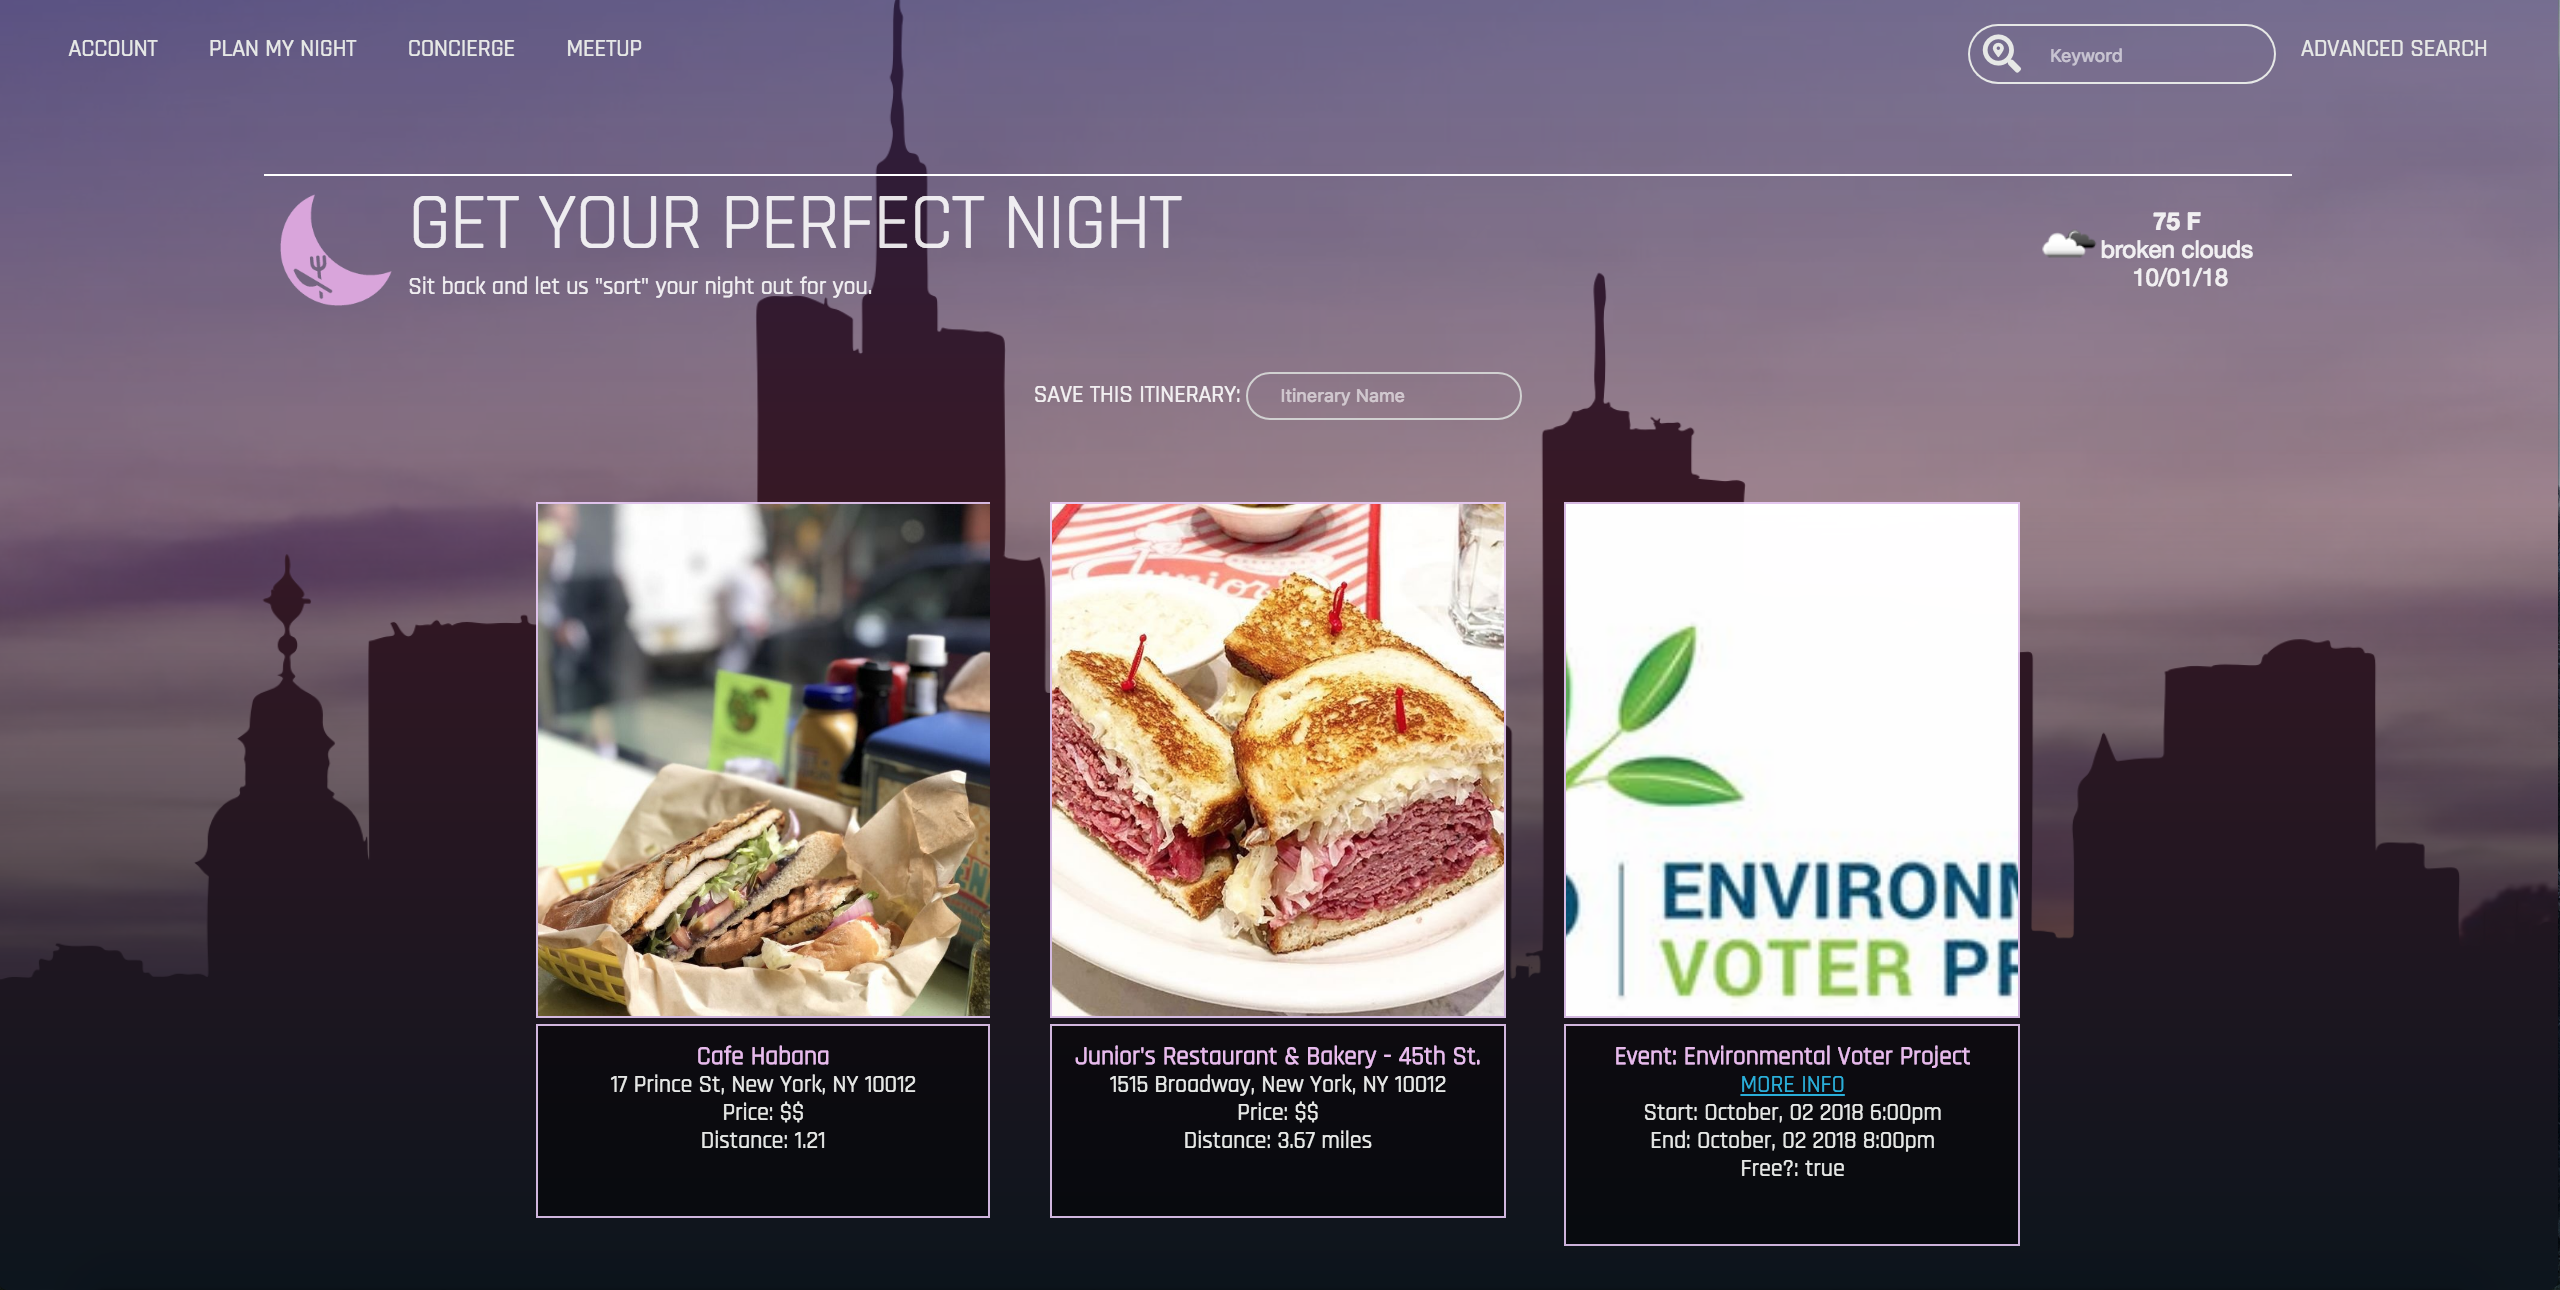 ACCOUNT PLAN MY NIGHT CONCIERGE MEETUP Keyword ADVANCED SEARCH
GET YOUR PERFECT NIGHT
Sit back and let us "sort" your night out for you.
75 F
broken clouds
10/01/18
SAVE THIS ITINERARY: Itinerary Name
Junior
ENVIRONM
VOTER PR
Cafe Habana
17 Prince St, New York, NY 10012
Price: $$
Distance: 1.21
Junior's Restaurant & Bakery - 45th St.
1515 Broadway, New York, NY 10012
Price: $$
Distance: 3.67 miles
Event: Environmental Voter Project
MORE INFO
Start: October, 02 2018 6:00pm
End: October, 02 2018 8:00pm
Free?: true